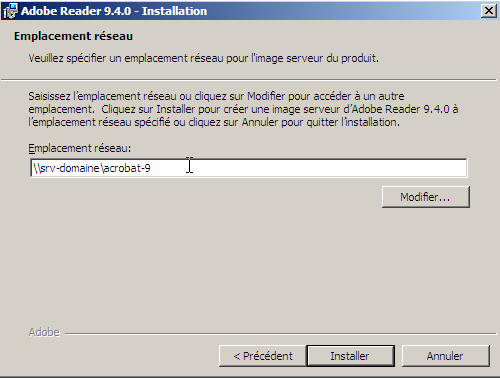 Adobe Reader 9.4.0 - Installation
Emplacement réseau
Veuillez spécifier un emplacement réseau pour l'image serveur du produit.
Saisissez l'emplacement réseau ou cliquez sur Modifier pour accéder à un autre
emplacement. Cliquez sur Installer pour créer une image serveur d'Adobe Reader 9.4.0 à
l'emplacement réseau spécifié ou cliquez sur Annuler pour quitter l'installation.
Emplacement réseau:
\\srv-domaine\acrobat-9
Modifier...
Adobe
< Précédent Installer Annuler